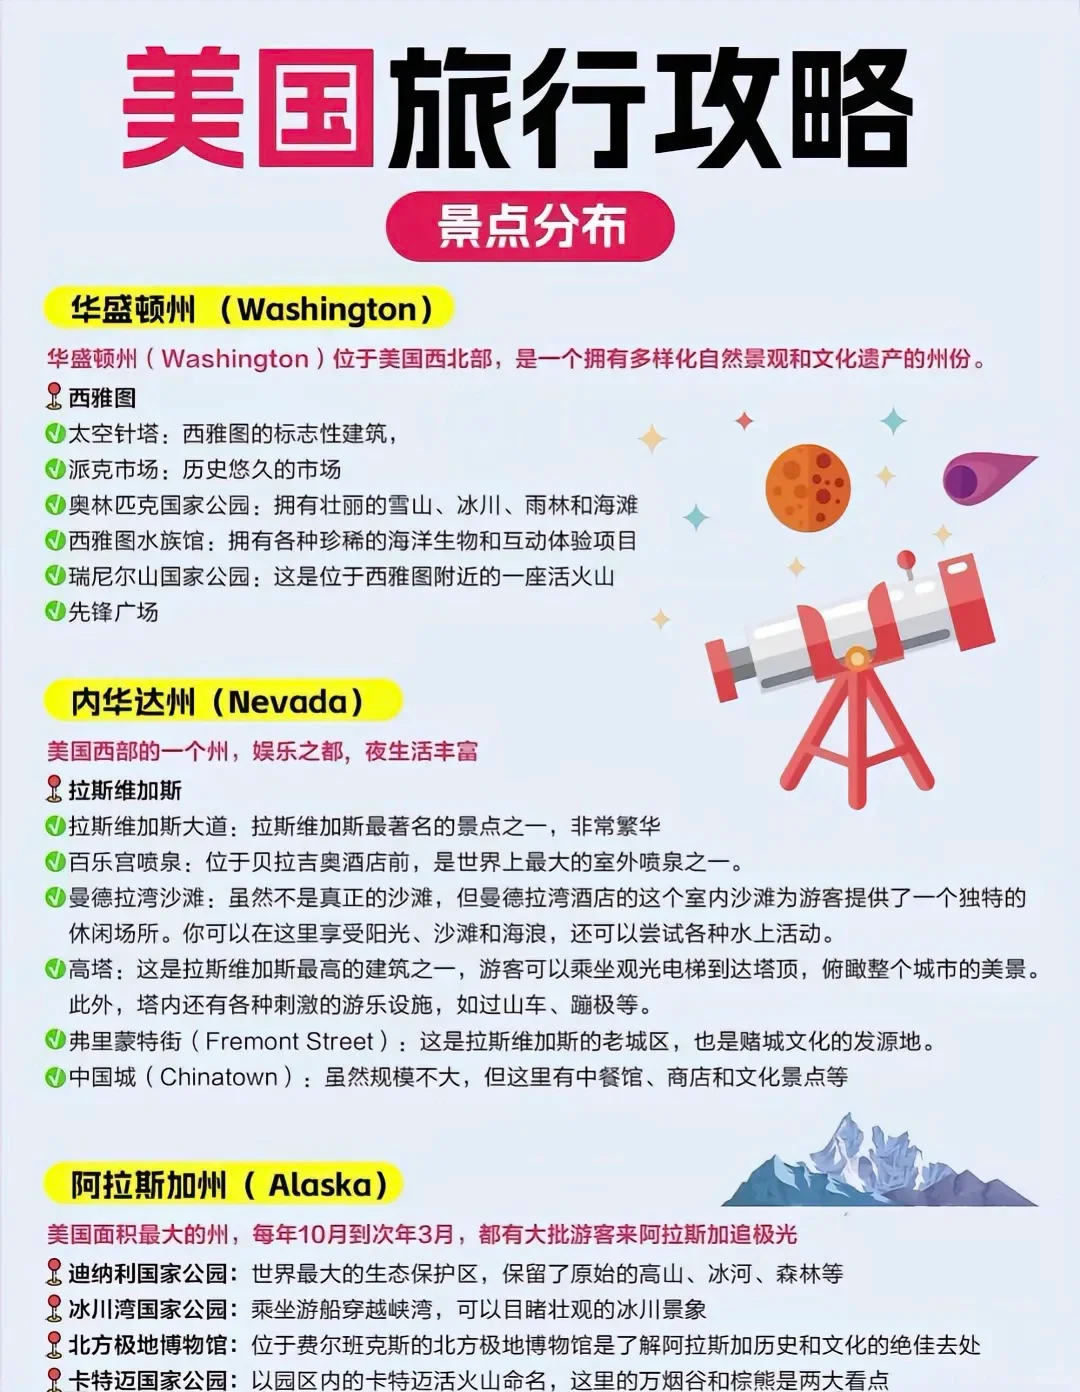 美国旅行攻略
景点分布
华盛顿州 （Washington）
华盛顿州（Washington）位于美国西北部，是一个拥有多样化自然景观和文化遗产的州份。
西雅图
太空针塔：西雅图的标志性建筑，
派克市场：历史悠久的市场
奥林匹克国家公园：拥有壮丽的雪山、冰川、雨林和海滩
西雅图水族馆：拥有各种珍稀的海洋生物和互动体验项目
瑞尼尔山国家公园：这是位于西雅图附近的一座活火山
先锋广场
内华达州（Nevada）
美国西部的一个州，娱乐之都，夜生活丰富
拉斯维加斯
拉斯维加斯大道：拉斯维加斯最著名的景点之一，非常繁华
百乐宫喷泉：位于贝拉吉奥酒店前，是世界上最大的室外喷泉之一。
曼德拉湾沙滩：虽然不是真正的沙滩，但曼德拉湾酒店的这个室内沙滩为游客提供了一个独特的
休闲场所。你可以在这里享受阳光、沙滩和海浪，还可以尝试各种水上活动。
高塔：这是拉斯维加斯最高的建筑之一，游客可以乘坐观光电梯到达塔顶，俯瞰整个城市的美景。
此外，塔内还有各种刺激的游乐设施，如过山车、蹦极等。
弗里蒙特街（Fremont Street）：这是拉斯维加斯的老城区，也是赌城文化的发源地。
中国城（Chinatown）：虽然规模不大，但这里有中餐馆、商店和文化景点等
阿拉斯加州（ Alaska）
美国面积最大的州，每年10月到次年3月，都有大批游客来阿拉斯加追极光
迪纳利国家公园：世界最大的生态保护区，保留了原始的高山、冰河、森林等
冰川湾国家公园：乘坐游船穿越峡湾，可以目睹壮观的冰川景象
北方极地博物馆：位于费尔班克斯的北方极地博物馆是了解阿拉斯加历史和文化的绝佳去处
卡特迈国家公园：以园区内的卡特迈活火山命名，这里的万烟谷和棕熊是两大看点